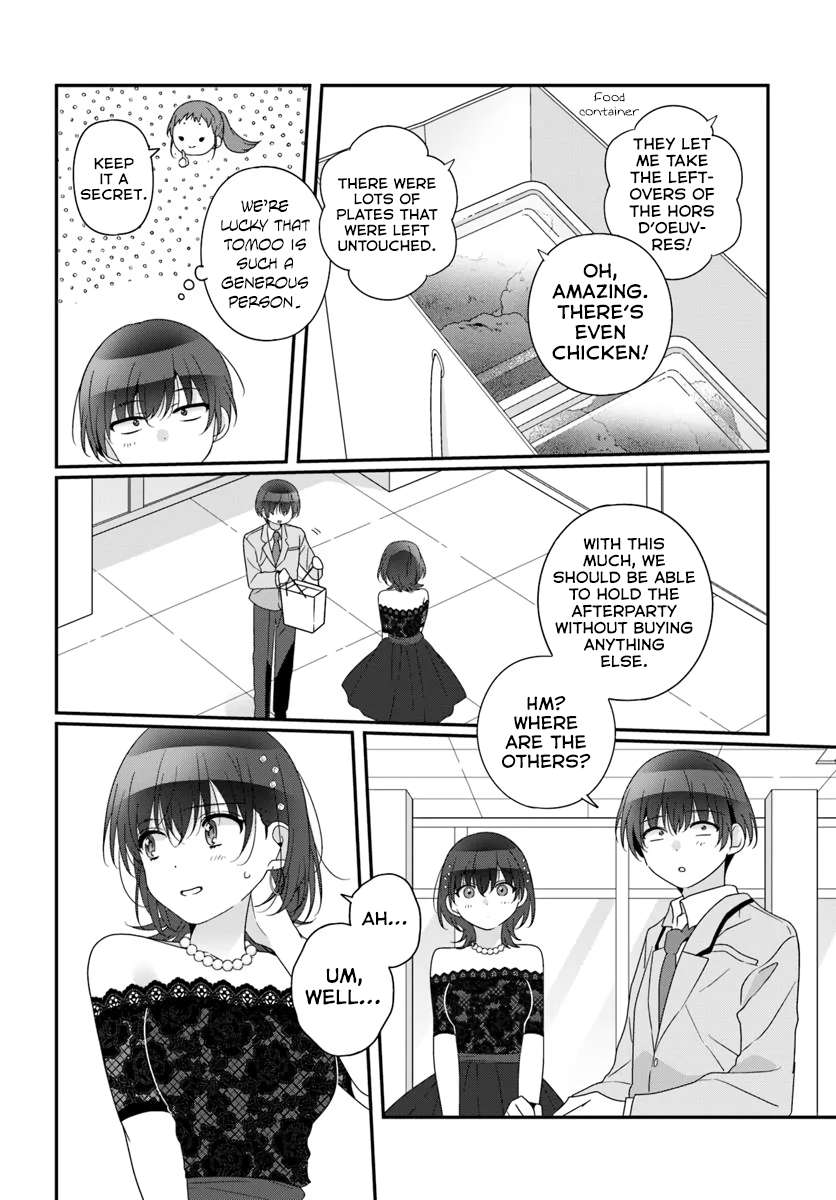 Food
container
THEY LET
ME TAKE
THE LEFT-
OVERS OF
THE HORS
D'OEUV-
RES!
THERE WERE
LOTS OF
PLATES THAT
WERE LEFT
UNTOUCHED.
OH,
AMAZING.
THERE'S
EVEN
CHICKEN!
WE'RE
LUCKY THAT
TOMOO IS
SUCH A
GENEROUS
PERSON.
KEEP
IT A
SECRET.
WITH THIS
MUCH, WE
SHOULD BE ABLE
TO HOLD THE
AFTERPARTY
WITHOUT BUYING
ANYTHING
ELSE.
HM?
WHERE
ARE THE
OTHERS?
AH...
UM,
WELL...